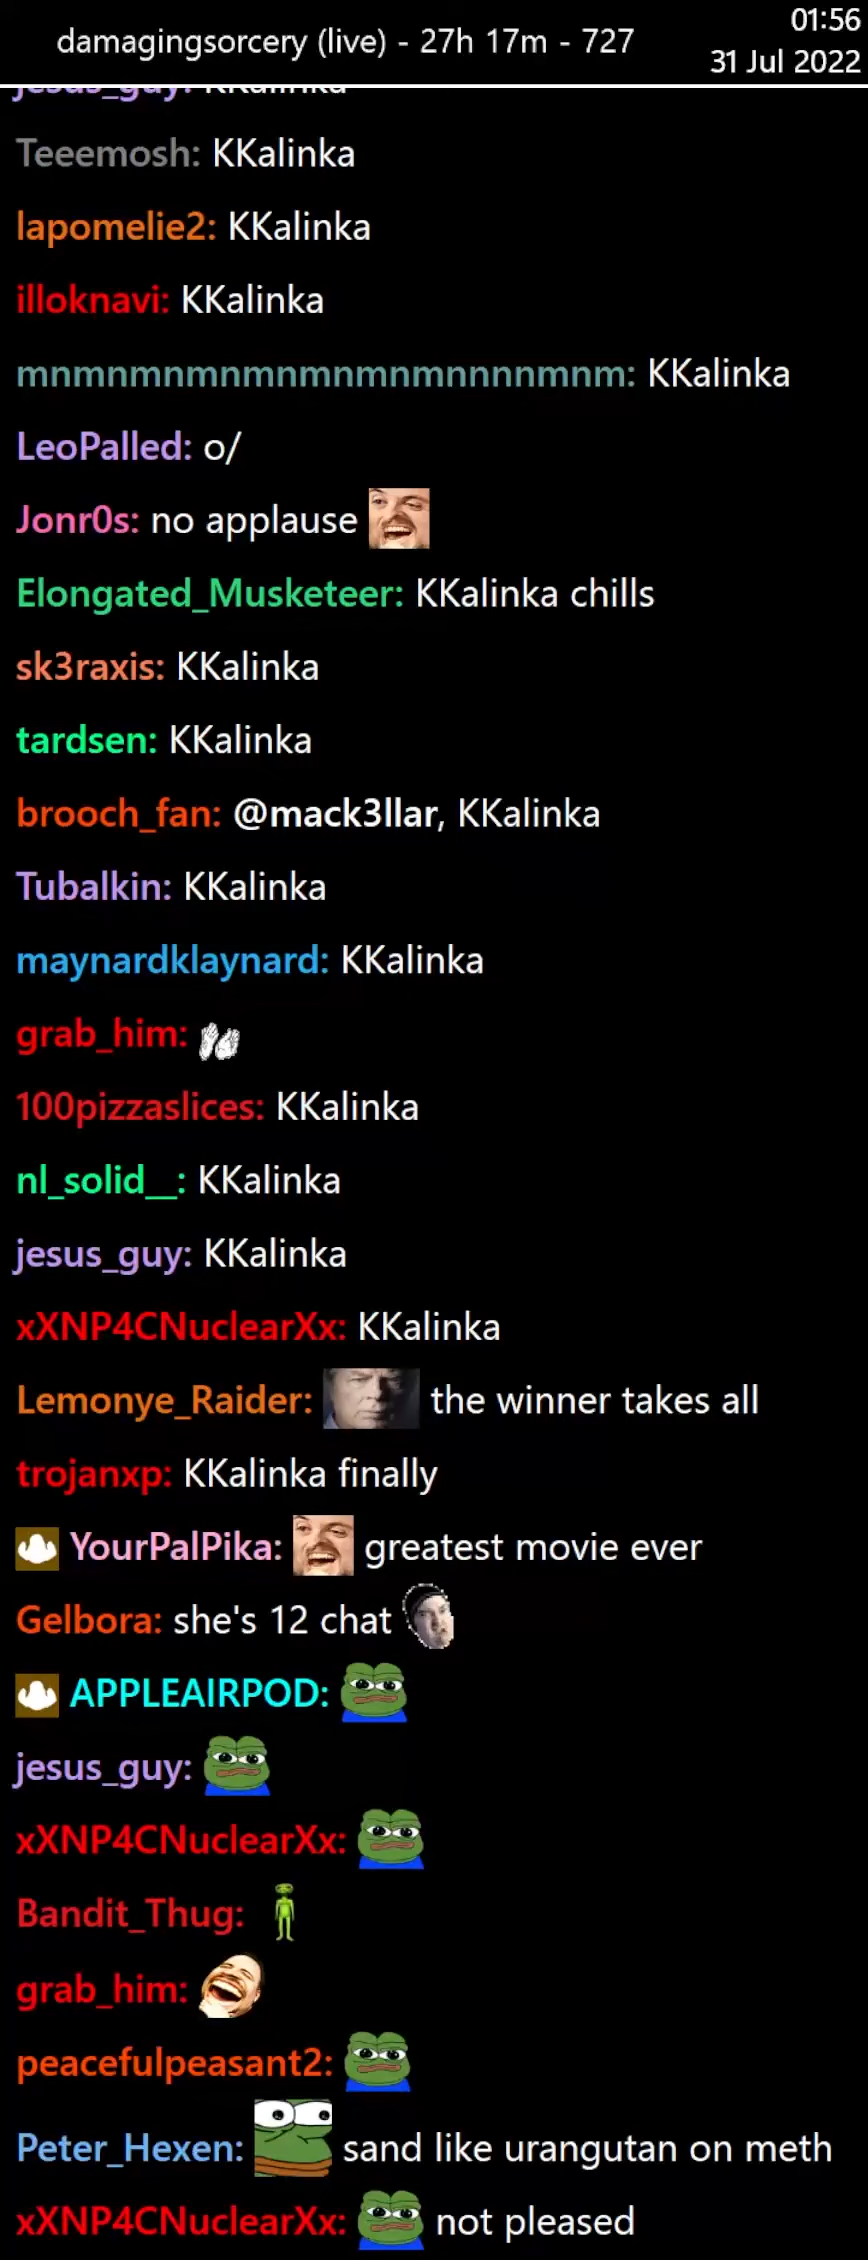 damagingsorcery (live) - 27h 17m - 727
01:56
31 Jul 2022
jesus_guy: KKalinka
Teeemosh: KKalinka
lapomelie2: KKalinka
illoknavi: KKalinka
mnmnmnmnmnmnmnmnnnnmnm: KKalinka
LeoPalled: o/
Jonr0s: no applause
Elongated_Musketeer: KKalinka chills
sk3raxis: KKalinka
tardsen: KKalinka
brooch_fan: @mack3llar, KKalinka
Tubalkin: KKalinka
maynardklaynard: KKalinka
grab_him:
100pizzaslices: KKalinka
nl_solid__: KKalinka
jesus_guy: KKalinka
xXNP4CNuclearXx: KKalinka
Lemonye_Raider: the winner takes all
trojanxp: KKalinka finally
YourPalPika: greatest movie ever
Gelbora: she's 12 chat
APPLEAIRPOD:
jesus_guy:
xXNP4CNuclearXx:
Bandit_Thug:
grab_him:
peacefulpeasant2:
Peter_Hexen: sand like urangutan on meth
xXNP4CNuclearXx: not pleased